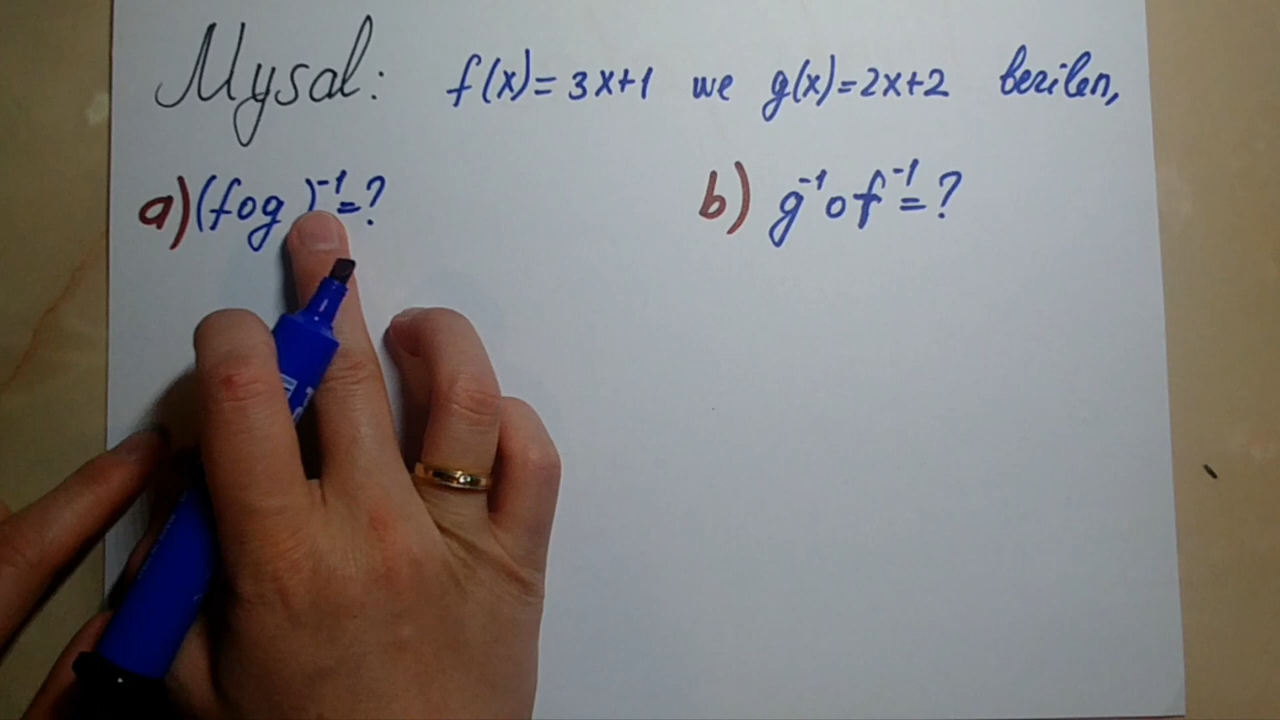 Mysal: f(x)=3x+1 we g(x)=2x+2 berilen,
a) (fog)⁻¹=? b) g⁻¹of⁻¹=?